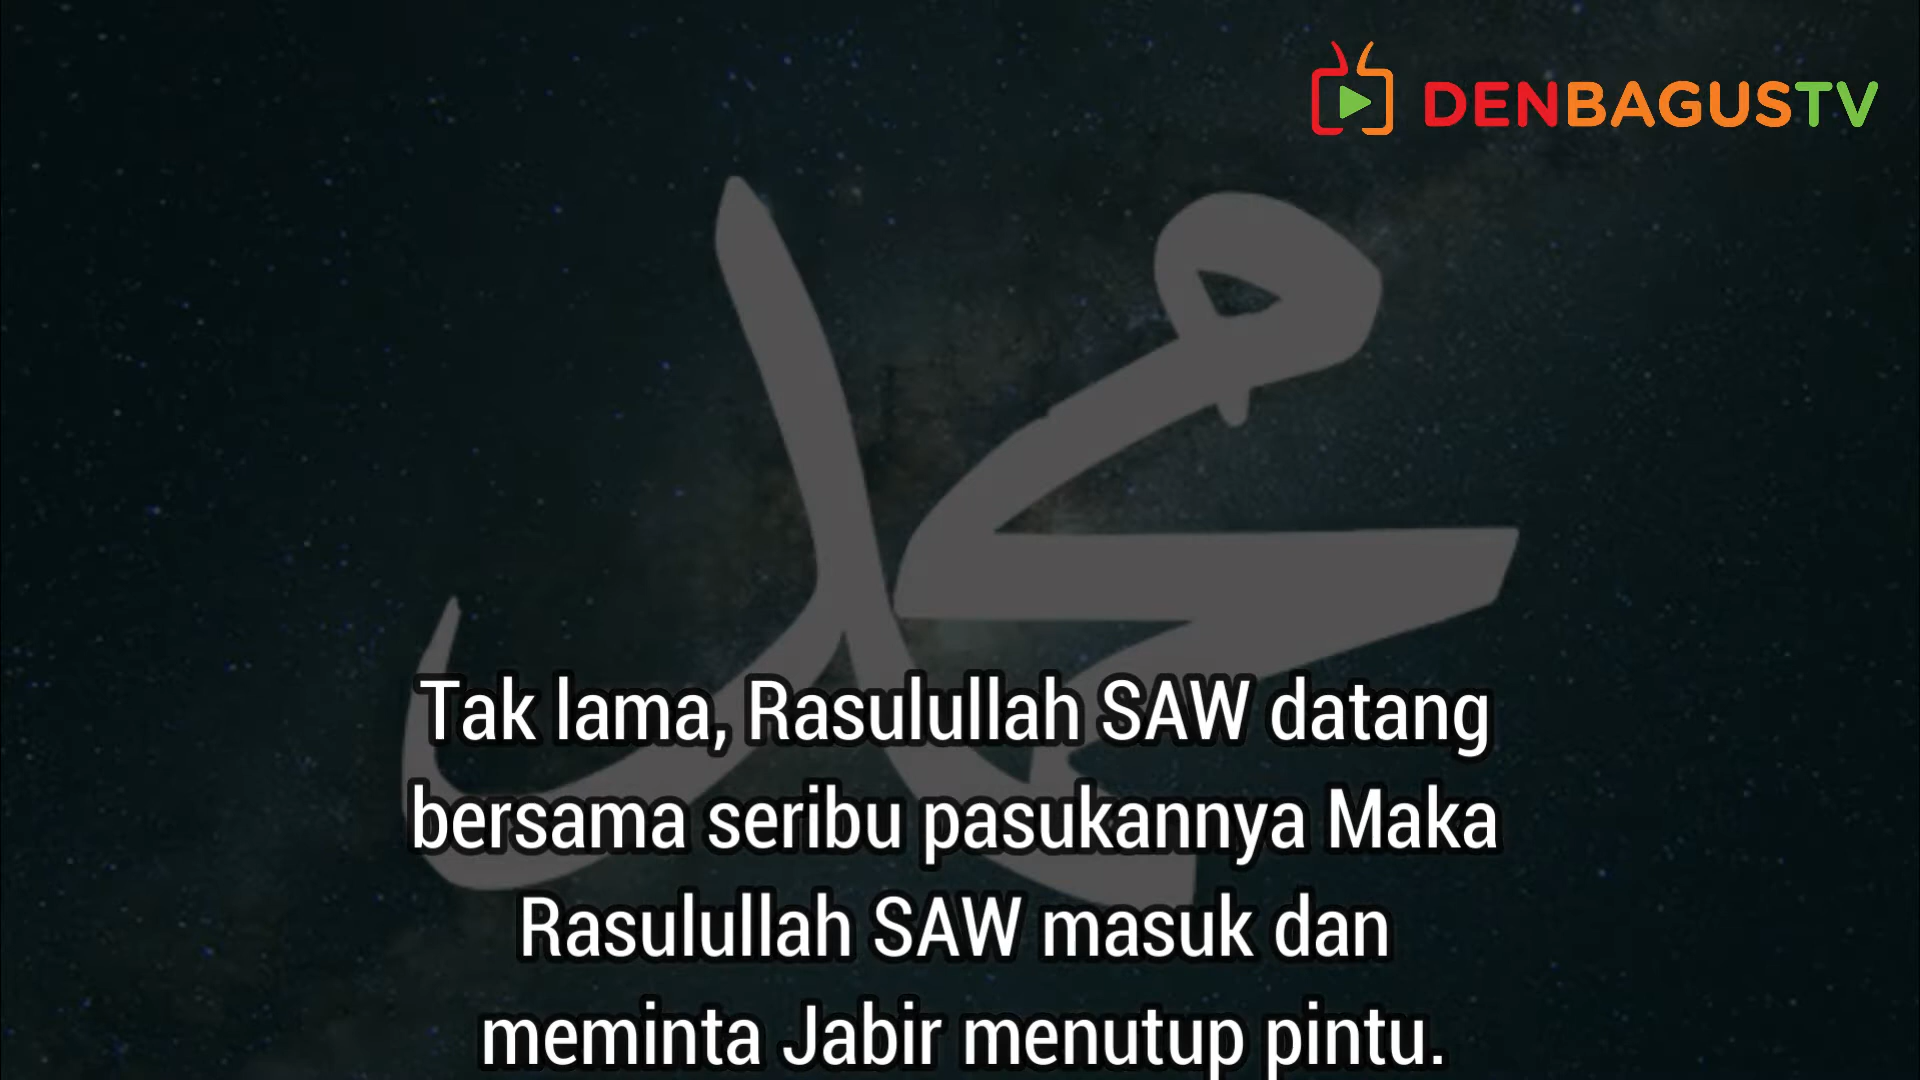 DENBAGUSTV
محمد
Tak lama, Rasulullah SAW datang
bersama seribu pasukannya Maka
Rasulullah SAW masuk dan
meminta Jabir menutup pintu.